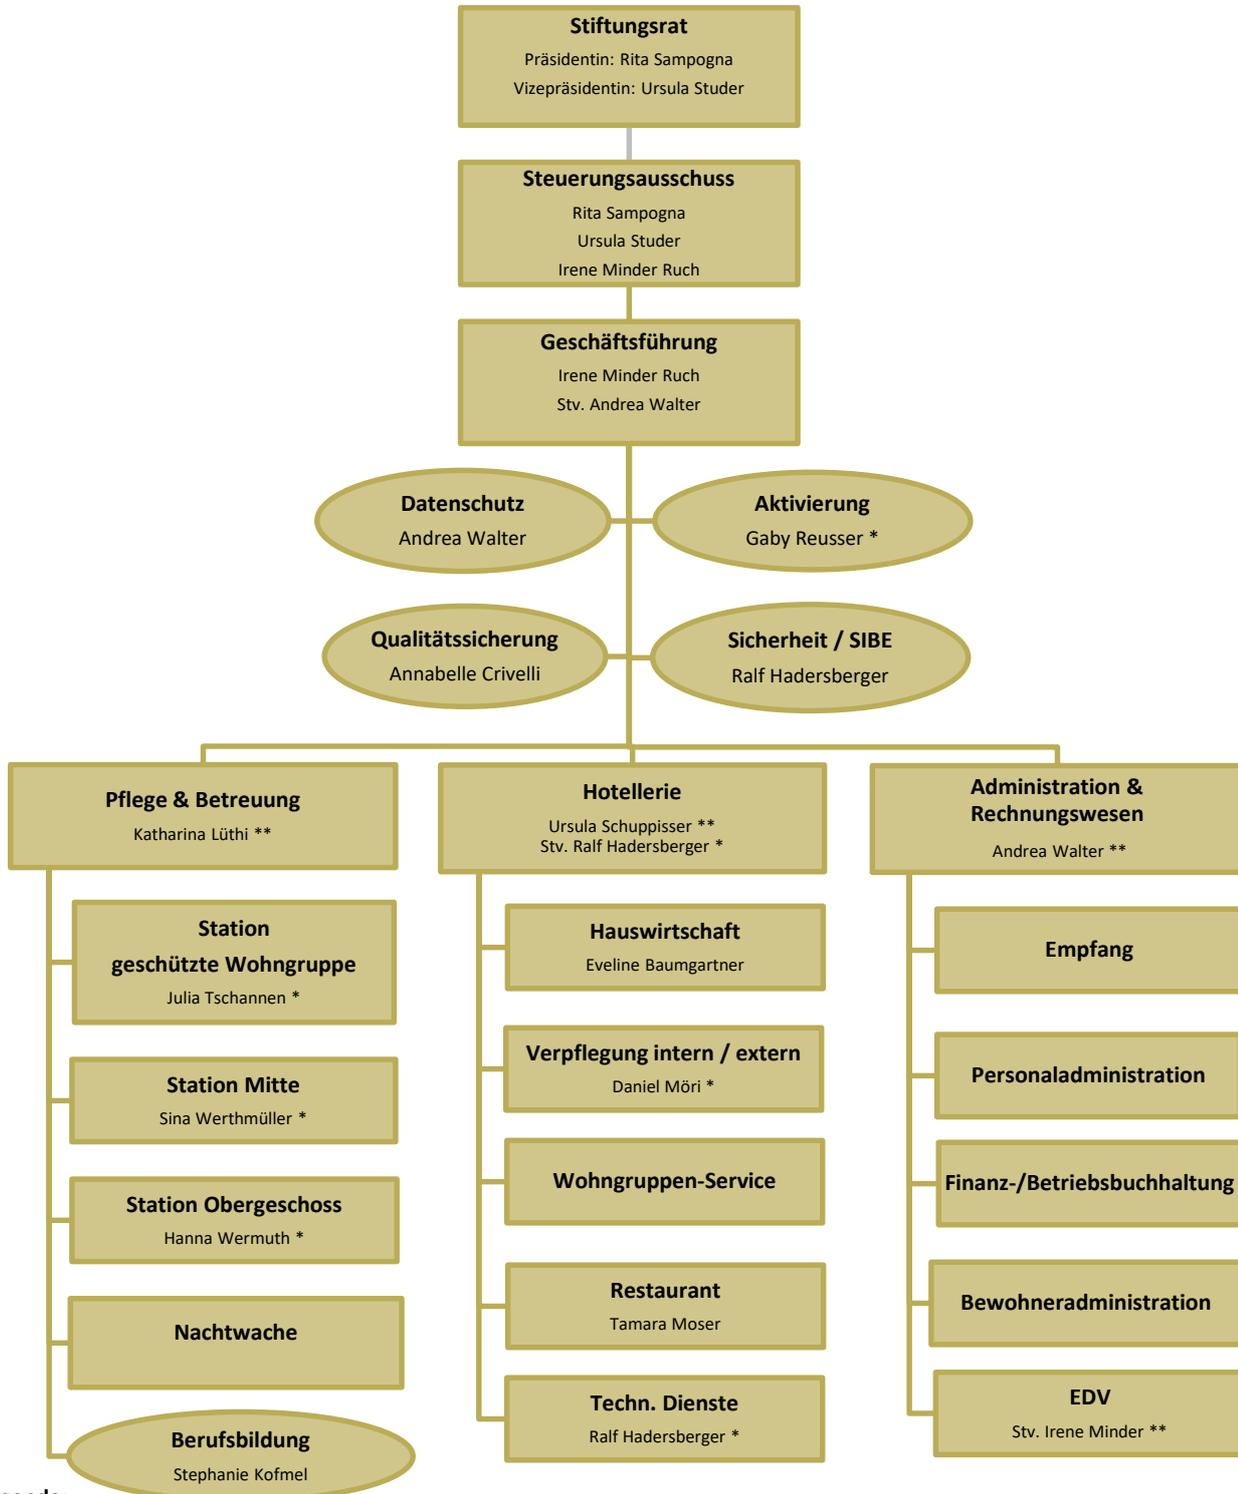 Stiftungsrat
Präsidentin: Rita Sampogna
Vizepräsidentin: Ursula Studer
Steuerungsausschuss
Rita Sampogna
Ursula Studer
Irene Minder Ruch
Geschäftsführung
Irene Minder Ruch
Stv. Andrea Walter
Datenschutz
Andrea Walter
Aktivierung
Gaby Reusser *
Qualitätssicherung
Annabelle Crivelli
Sicherheit / SIBE
Ralf Hadersberger
Pflege & Betreuung
Katharina Lüthi **
Station
geschützte Wohngruppe
Julia Tschannen *
Station Mitte
Sina Werthmüller *
Station Obergeschoss
Hanna Wermuth *
Nachtwache
Berufsbildung
Stephanie Kofmel
Hotellerie
Ursula Schuppisser **
Stv. Ralf Hadersberger *
Hauswirtschaft
Eveline Baumgartner
Verpflegung intern / extern
Daniel Möri *
Wohngruppen-Service
Restaurant
Tamara Moser
Techn. Dienste
Ralf Hadersberger *
Administration &
Rechnungswesen
Andrea Walter **
Empfang
Personaladministration
Finanz-/Betriebsbuchhaltung
Bewohneradministration
EDV
Stv. Irene Minder **